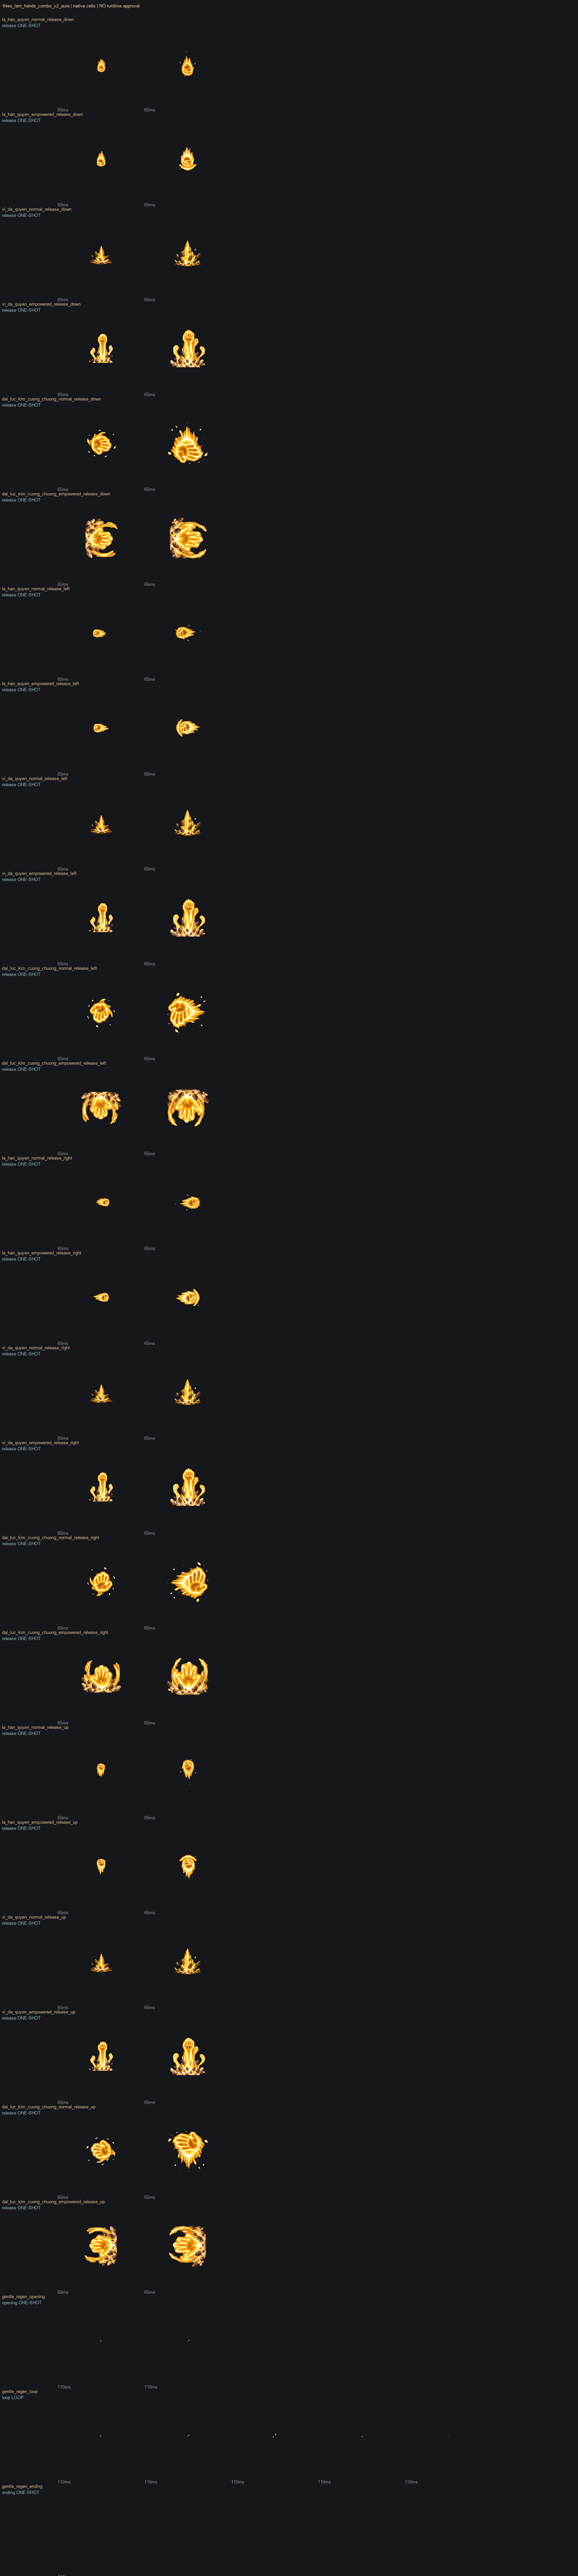 thieu_lam_hands_combo_v2_aura | native cells | NO runtime approval
la_han_quyen_normal_release_down
release ONE-SHOT
65ms 65ms
la_han_quyen_empowered_release_down
release ONE-SHOT
65ms 65ms
vi_da_quyen_normal_release_down
release ONE-SHOT
65ms 65ms
vi_da_quyen_empowered_release_down
release ONE-SHOT
65ms 65ms
dai_luc_kim_cuong_chuong_normal_release_down
release ONE-SHOT
65ms 65ms
dai_luc_kim_cuong_chuong_empowered_release_down
release ONE-SHOT
65ms 65ms
la_han_quyen_normal_release_left
release ONE-SHOT
65ms 65ms
la_han_quyen_empowered_release_left
release ONE-SHOT
65ms 65ms
vi_da_quyen_normal_release_left
release ONE-SHOT
65ms 65ms
vi_da_quyen_empowered_release_left
release ONE-SHOT
65ms 65ms
dai_luc_kim_cuong_chuong_normal_release_left
release ONE-SHOT
65ms 65ms
dai_luc_kim_cuong_chuong_empowered_release_left
release ONE-SHOT
65ms 65ms
la_han_quyen_normal_release_right
release ONE-SHOT
65ms 65ms
la_han_quyen_empowered_release_right
release ONE-SHOT
65ms 65ms
vi_da_quyen_normal_release_right
release ONE-SHOT
65ms 65ms
vi_da_quyen_empowered_release_right
release ONE-SHOT
65ms 65ms
dai_luc_kim_cuong_chuong_normal_release_right
release ONE-SHOT
65ms 65ms
dai_luc_kim_cuong_chuong_empowered_release_right
release ONE-SHOT
65ms 65ms
la_han_quyen_normal_release_up
release ONE-SHOT
65ms 65ms
la_han_quyen_empowered_release_up
release ONE-SHOT
65ms 65ms
vi_da_quyen_normal_release_up
release ONE-SHOT
65ms 65ms
vi_da_quyen_empowered_release_up
release ONE-SHOT
65ms 65ms
dai_luc_kim_cuong_chuong_normal_release_up
release ONE-SHOT
65ms 65ms
dai_luc_kim_cuong_chuong_empowered_release_up
release ONE-SHOT
65ms 65ms
gentle_regen_opening
opening ONE-SHOT
110ms 110ms
gentle_regen_loop
loop LOOP
110ms 110ms 110ms 110ms 110ms
gentle_regen_ending
ending ONE-SHOT